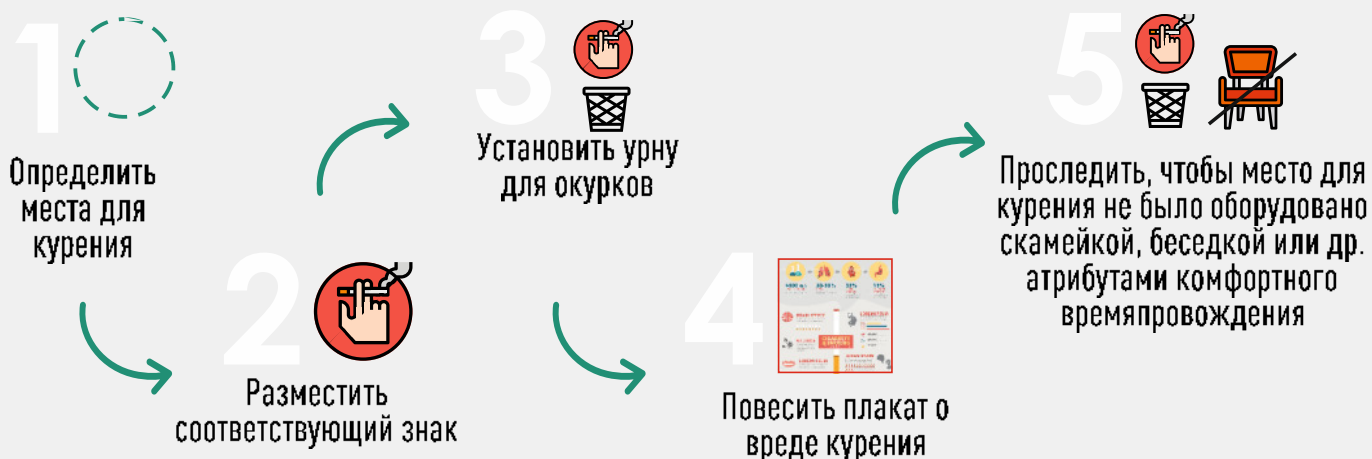 1
Определить
места для
курения
2
Разместить
соответствующий знак
3
Установить урну
для окурков
4
Повесить плакат о
вреде курения
5
Проследить, чтобы место для
курения не было оборудовано
скамейкой, беседкой или др.
атрибутами комфортного
времяпровождения